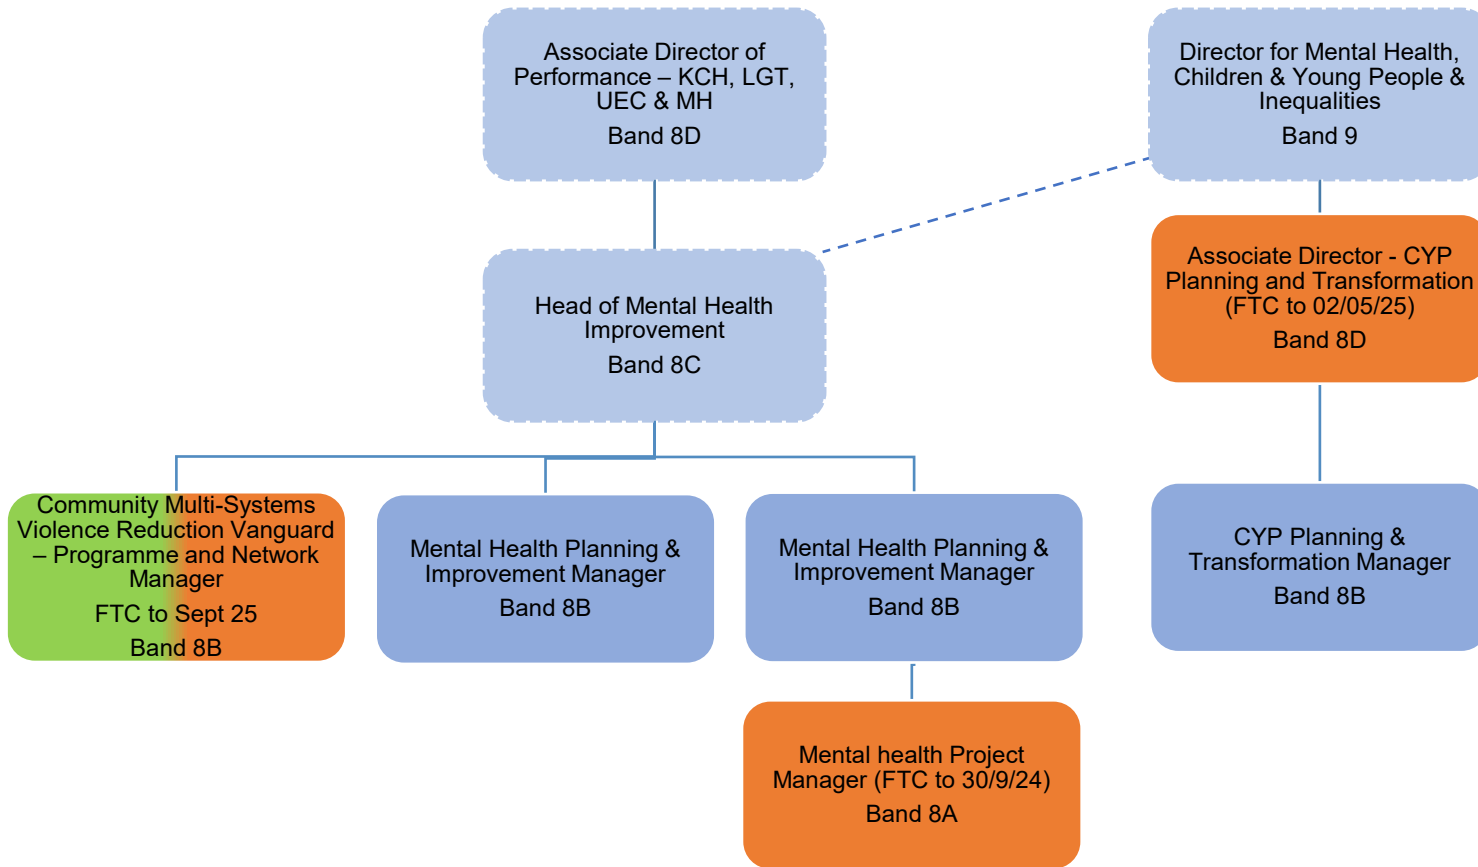 Associate Director of
Performance – KCH, LGT,
UEC & MH
Band 8D
Director for Mental Health,
Children & Young People &
Inequalities
Band 9
Head of Mental Health
Improvement
Band 8C
Associate Director - CYP
Planning and Transformation
(FTC to 02/05/25)
Band 8D
Community Multi-Systems
Violence Reduction Vanguard
– Programme and Network
Manager
FTC to Sept 25
Band 8B
Mental Health Planning &
Improvement Manager
Band 8B
Mental Health Planning &
Improvement Manager
Band 8B
CYP Planning &
Transformation Manager
Band 8B
Mental health Project
Manager (FTC to 30/9/24)
Band 8A